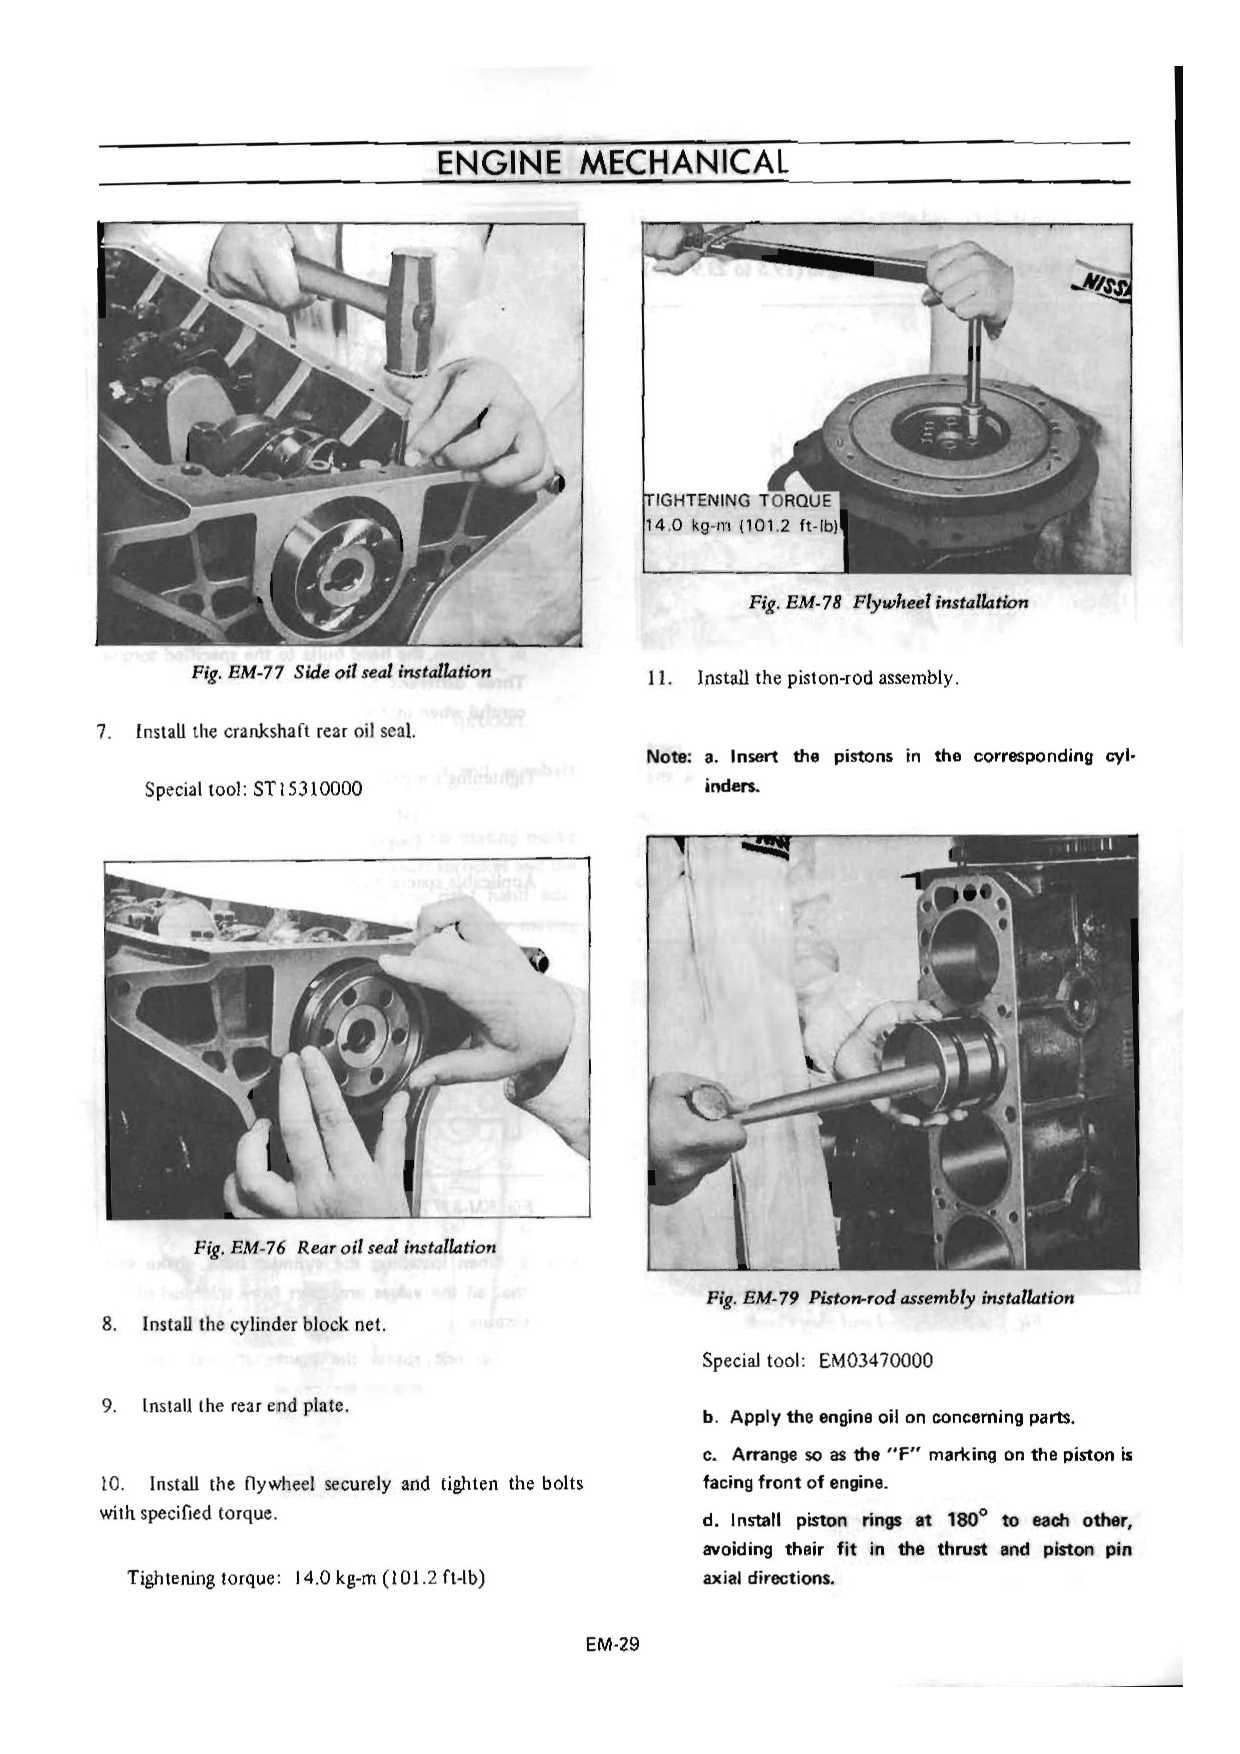 ENGINE MECHANICAL
Fig. EM-77 Side oil seal installation
7. Install the crankshaft rear oil seal.
Special tool: ST15310000
Fig. EM-76 Rear oil seal installation
8. Install the cylinder block net.
9. Install the rear end plate.
10. Install the flywheel securely and tighten the bolts
with specified torque.
Tightening torque: 14.0 kg-m (101.2 ft-lb)
NISSA
TIGHTENING TORQUE
14.0 kg-m (101.2 ft-lb)
Fig. EM-78 Flywheel installation
11. Install the piston-rod assembly.
Note: a. Insert the pistons in the corresponding cyl-
inders.
Fig. EM-79 Piston-rod assembly installation
Special tool: EM03470000
b. Apply the engine oil on concerning parts.
c. Arrange so as the "F" marking on the piston is
facing front of engine.
d. Install piston rings at 180° to each other,
avoiding their fit in the thrust and piston pin
axial directions.
EM-29